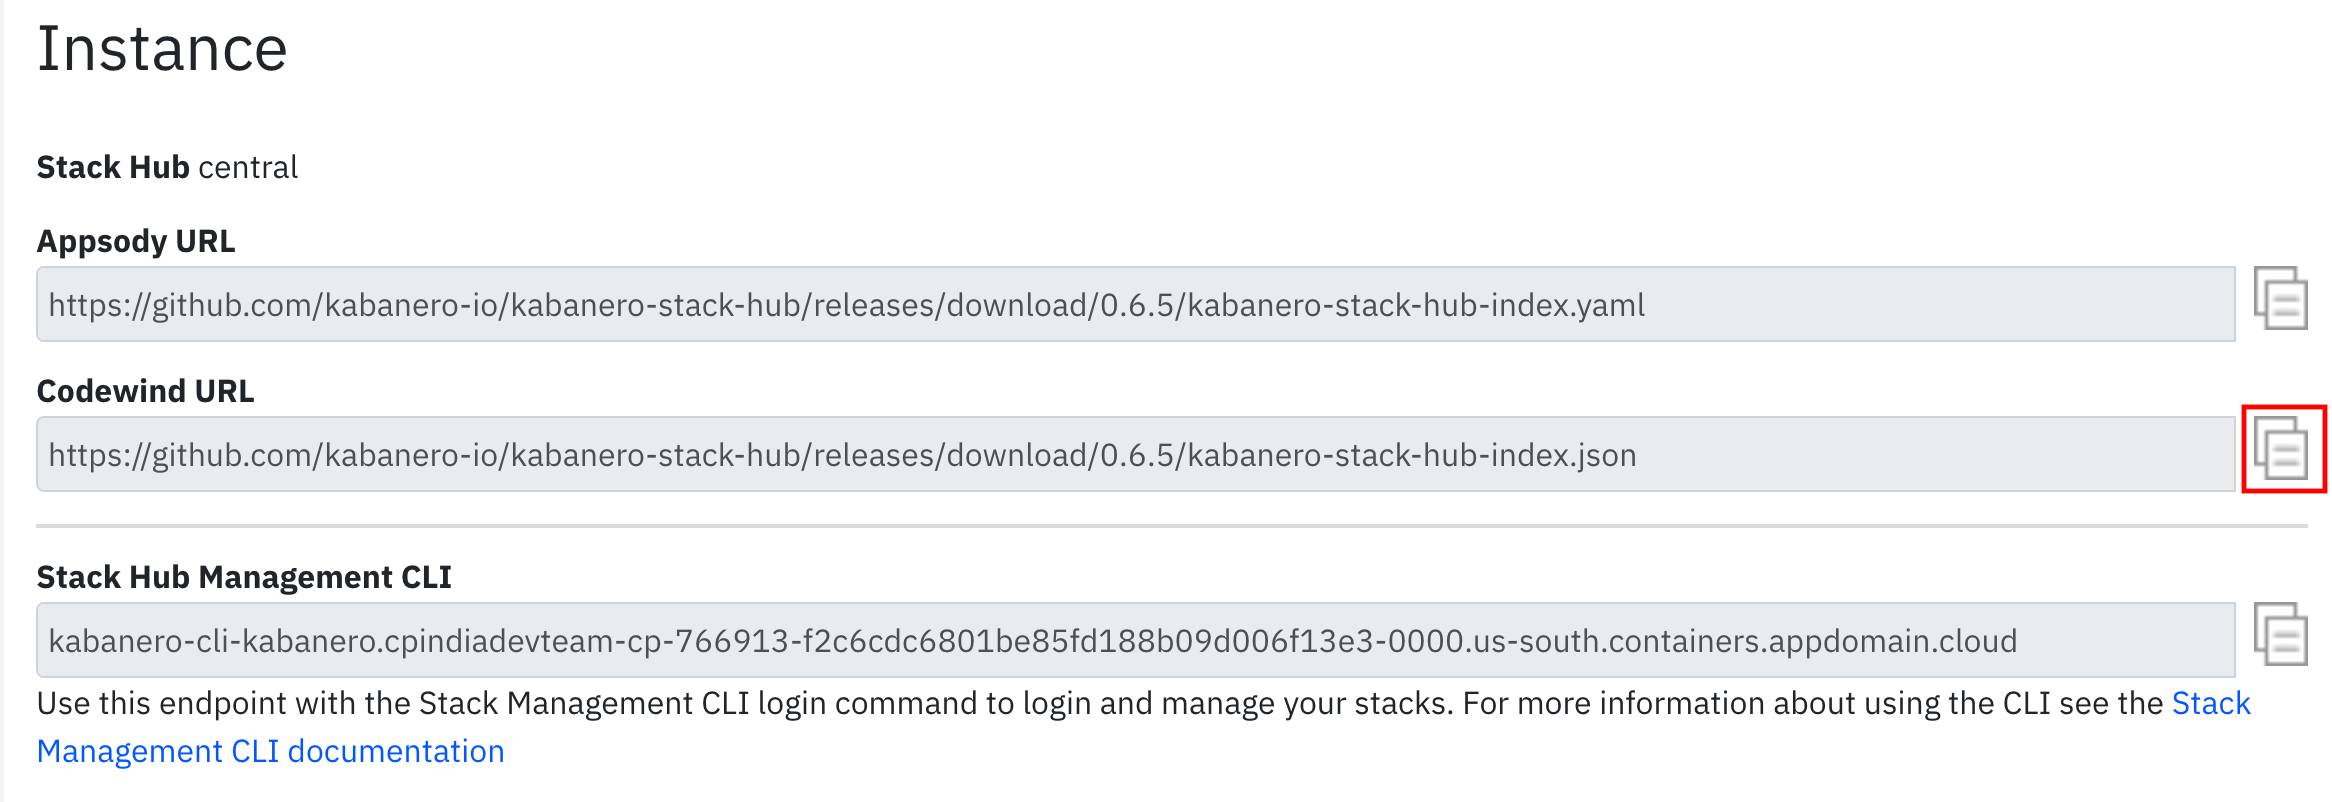 Instance
Stack Hub central
Appsody URL
https://github.com/kabanero-io/kabanero-stack-hub/releases/download/0.6.5/kabanero-stack-hub-index.yaml
Codewind URL
https://github.com/kabanero-io/kabanero-stack-hub/releases/download/0.6.5/kabanero-stack-hub-index.json
Stack Hub Management CLI
kabanero-cli-kabanero.cpindiadevteam-cp-766913-f2c6cdc6801be85fd188b09d006f13e3-0000.us-south.containers.appdomain.cloud
Use this endpoint with the Stack Management CLI login command to login and manage your stacks. For more information about using the CLI see the Stack
Management CLI documentation